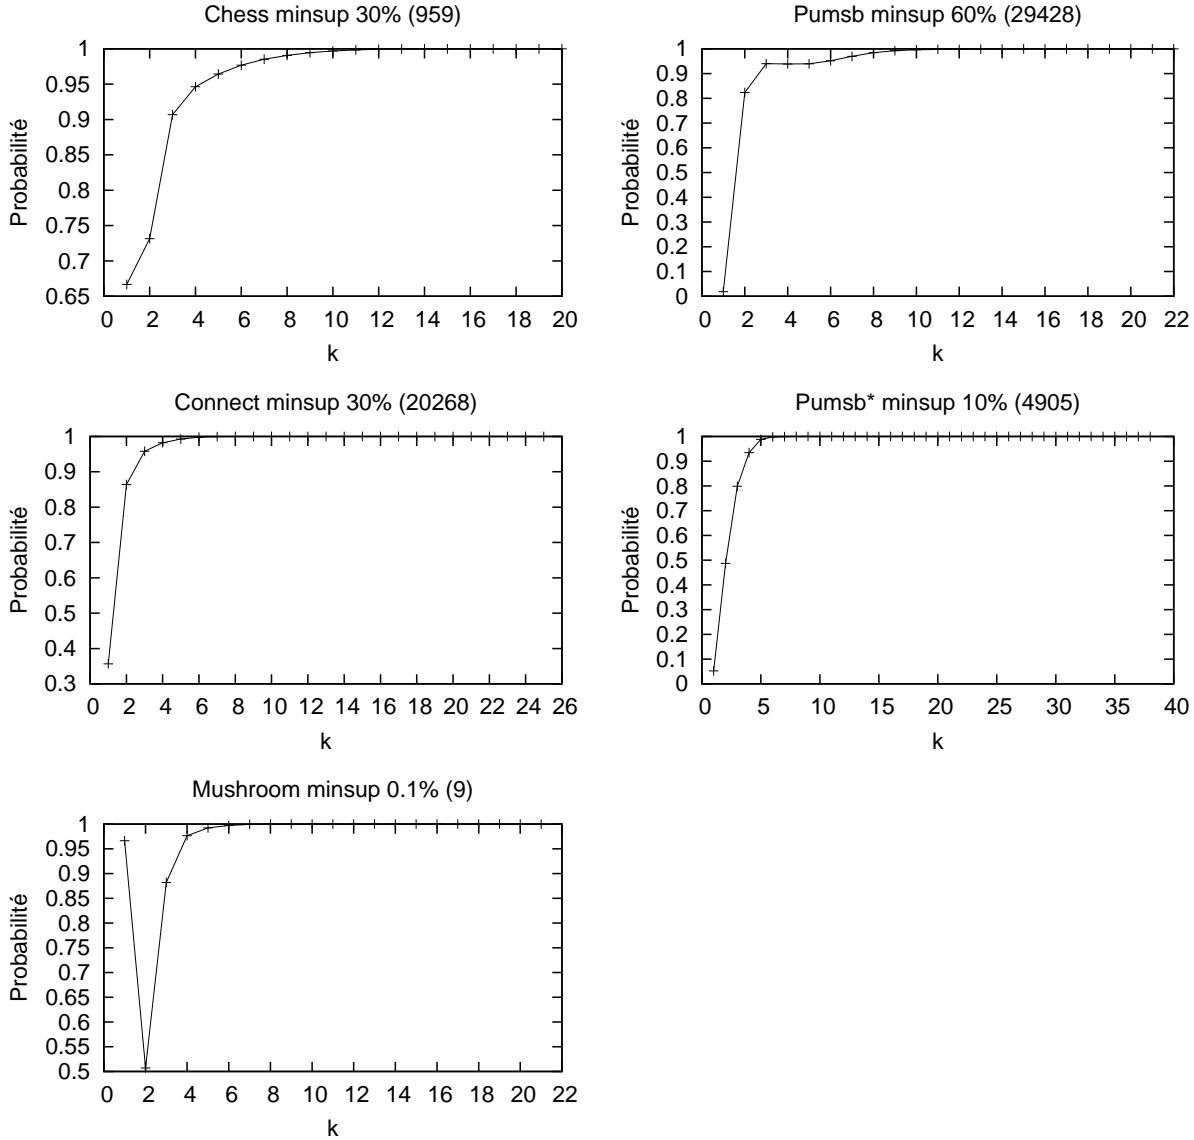 Chess minsup 30% (959)
1
0.95
0.9
0.85
0.8
0.75
0.7
0.65
Probabilité
0 2 4 6 8 10 12 14 16 18 20
k
Pumsb minsup 60% (29428)
1
0.9
0.8
0.7
0.6
0.5
0.4
0.3
0.2
0.1
0
Probabilité
0 2 4 6 8 10 12 14 16 18 20 22
k
Connect minsup 30% (20268)
1
0.9
0.8
0.7
0.6
0.5
0.4
0.3
Probabilité
0 2 4 6 8 10 12 14 16 18 20 22 24 26
k
Pumsb* minsup 10% (4905)
1
0.9
0.8
0.7
0.6
0.5
0.4
0.3
0.2
0.1
0
Probabilité
0 5 10 15 20 25 30 35 40
k
Mushroom minsup 0.1% (9)
1
0.95
0.9
0.85
0.8
0.75
0.7
0.65
0.6
0.55
0.5
Probabilité
0 2 4 6 8 10 12 14 16 18 20 22
k